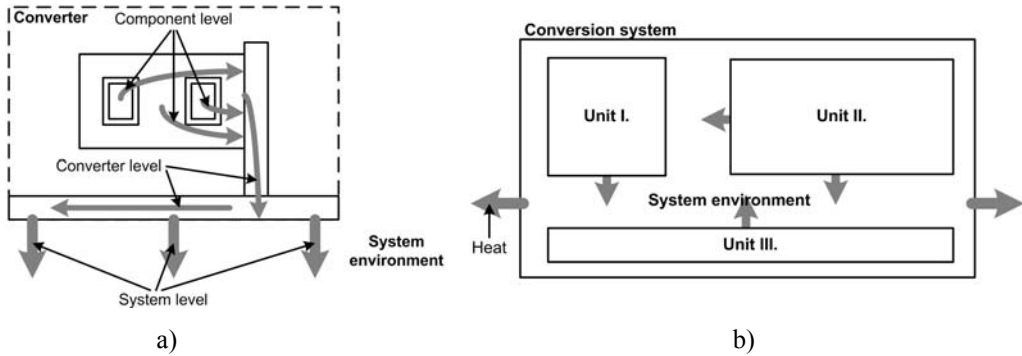 Converter
Component level
Converter level
System
environment
System level
a)
Conversion system
Unit I.
Unit II.
System environment
Heat
Unit III.
b)